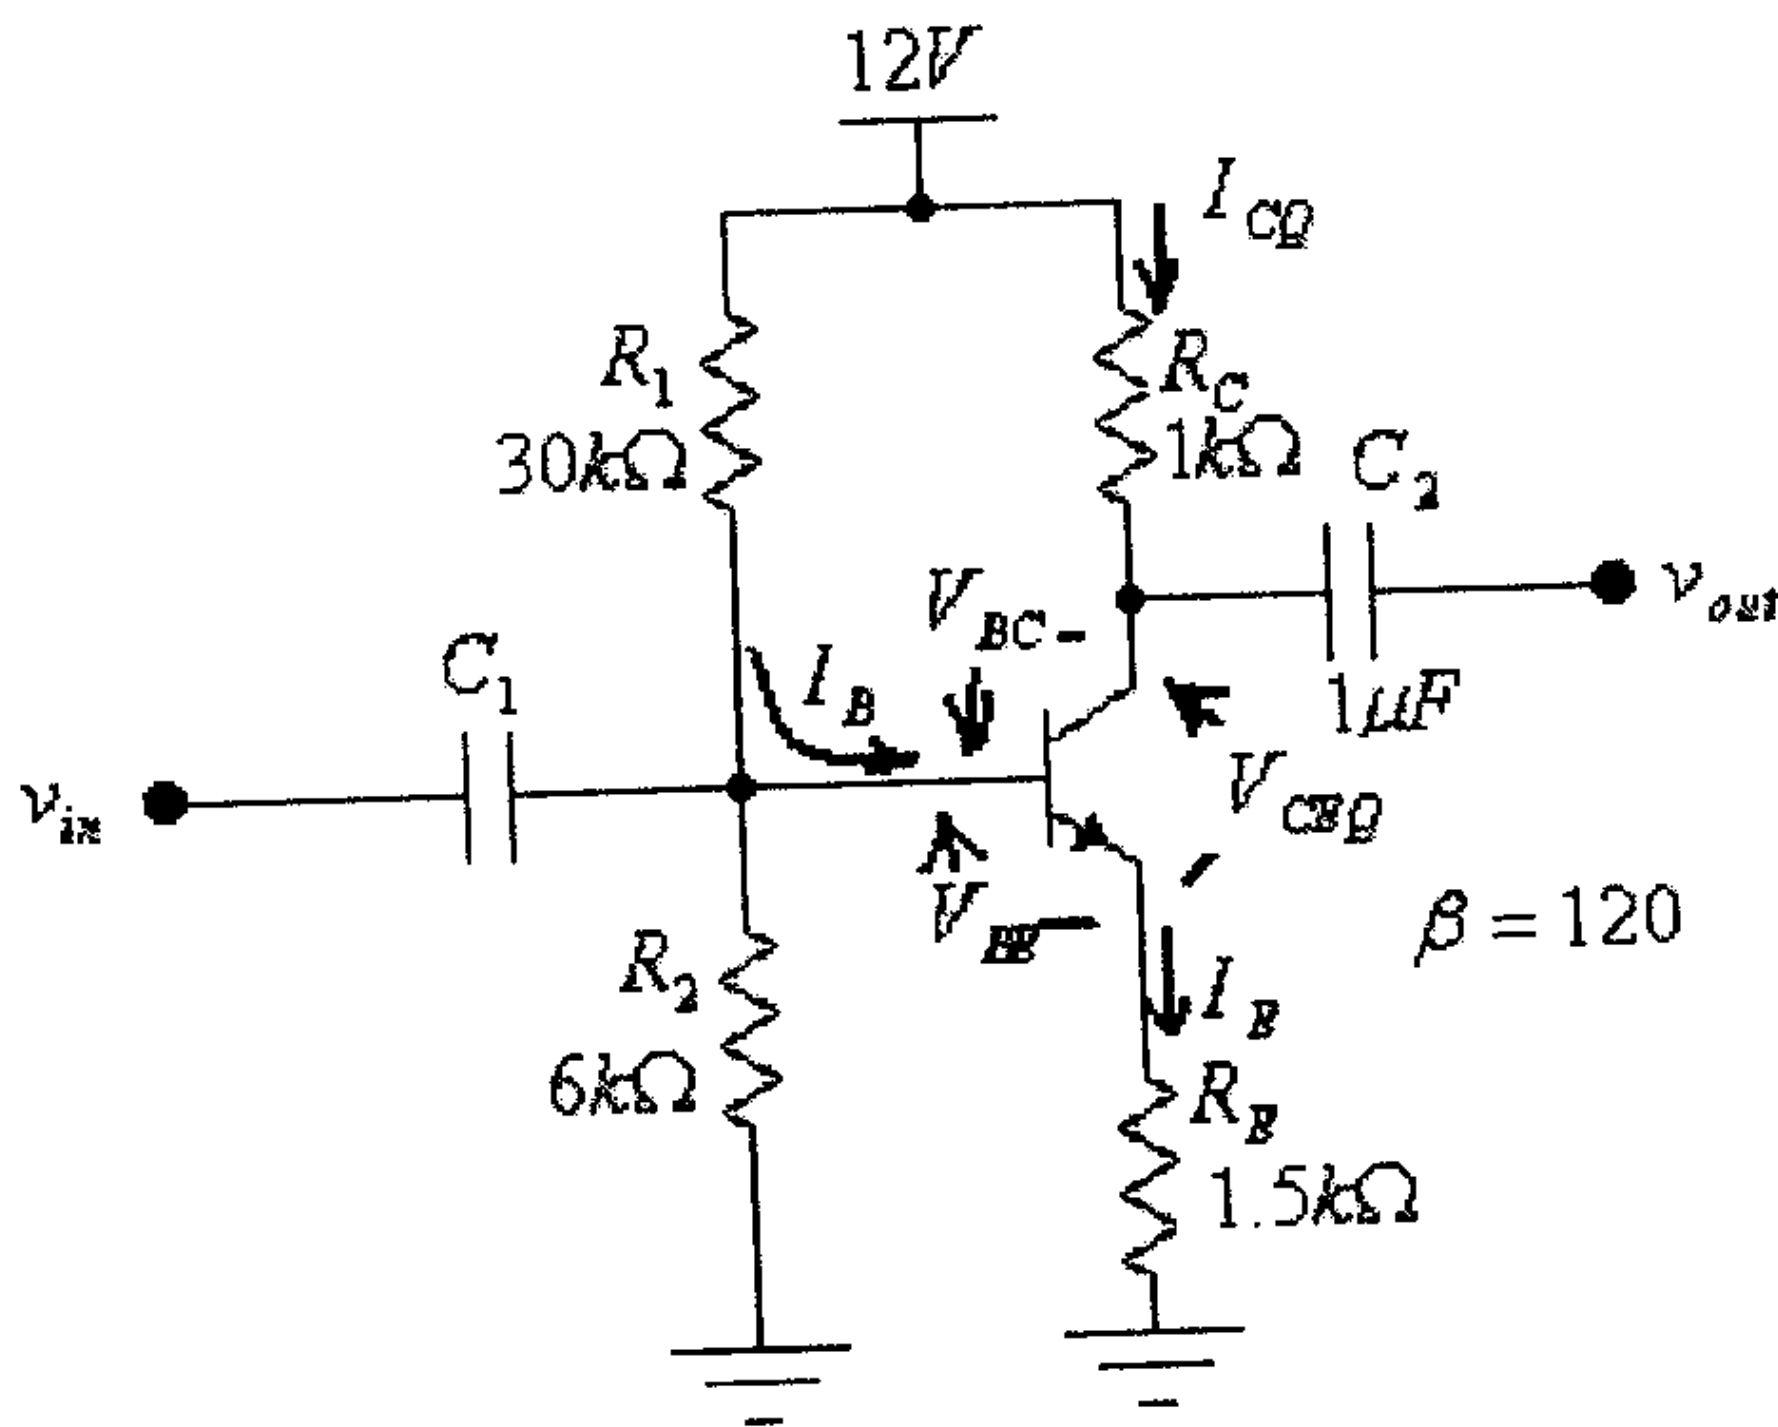 12V
I_CQ
R_1
30kΩ
R_C
1kΩ
C_2
v_out
V_BC -
C_1
I_B
1μF
v_in
V_CEQ
V_BE
β = 120
R_2
6kΩ
I_E
R_E
1.5kΩ